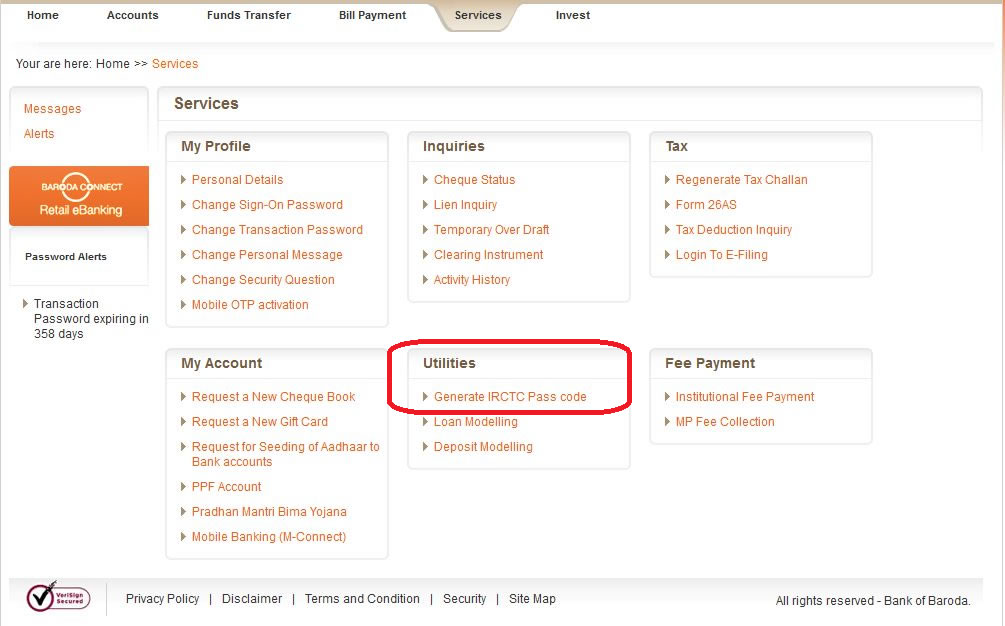 Home Accounts Funds Transfer Bill Payment Services Invest
Your are here: Home >> Services
Messages
Alerts
BARODA CONNECT
Retail eBanking
Password Alerts
Transaction
Password expiring in
358 days
Services
My Profile
Personal Details
Change Sign-On Password
Change Transaction Password
Change Personal Message
Change Security Question
Mobile OTP activation
Inquiries
Cheque Status
Lien Inquiry
Temporary Over Draft
Clearing Instrument
Activity History
Tax
Regenerate Tax Challan
Form 26AS
Tax Deduction Inquiry
Login To E-Filing
My Account
Request a New Cheque Book
Request a New Gift Card
Request for Seeding of Aadhaar to
Bank accounts
PPF Account
Pradhan Mantri Bima Yojana
Mobile Banking (M-Connect)
Utilities
Generate IRCTC Pass code
Loan Modelling
Deposit Modelling
Fee Payment
Institutional Fee Payment
MP Fee Collection
VeriSign
Secured
Privacy Policy | Disclaimer | Terms and Condition | Security | Site Map
All rights reserved - Bank of Baroda.